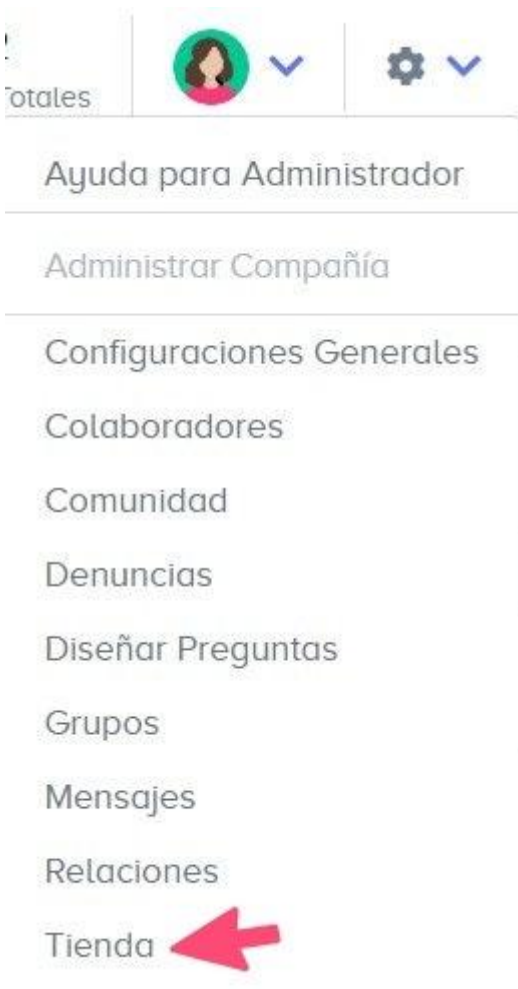 Totales
Ayuda para Administrador
Administrar Compañía
Configuraciones Generales
Colaboradores
Comunidad
Denuncias
Diseñar Preguntas
Grupos
Mensajes
Relaciones
Tienda